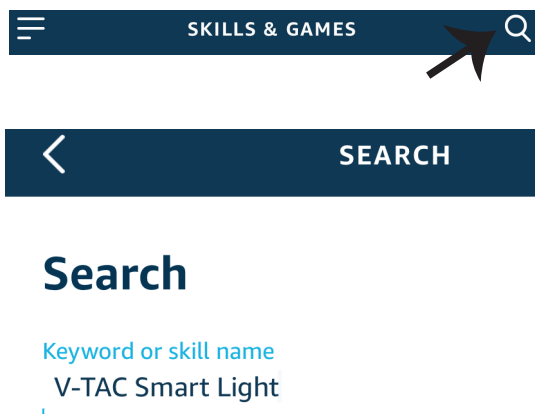 SKILLS & GAMES
SEARCH
Search
Keyword or skill name
V-TAC Smart Light